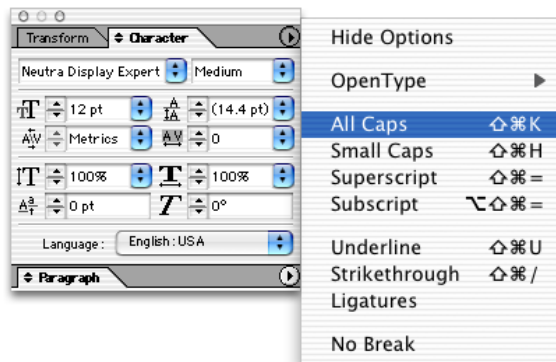 Transform
Character
Neutra Display Expert
Medium
12 pt
(14.4 pt)
Metrics
0
100%
100%
0 pt
0°
Language: English: USA
Paragraph
Hide Options
OpenType
All Caps ⇧⌘K
Small Caps ⇧⌘H
Superscript ⇧⌘=
Subscript ⌥⇧⌘=
Underline ⇧⌘U
Strikethrough ⇧⌘/
Ligatures
No Break